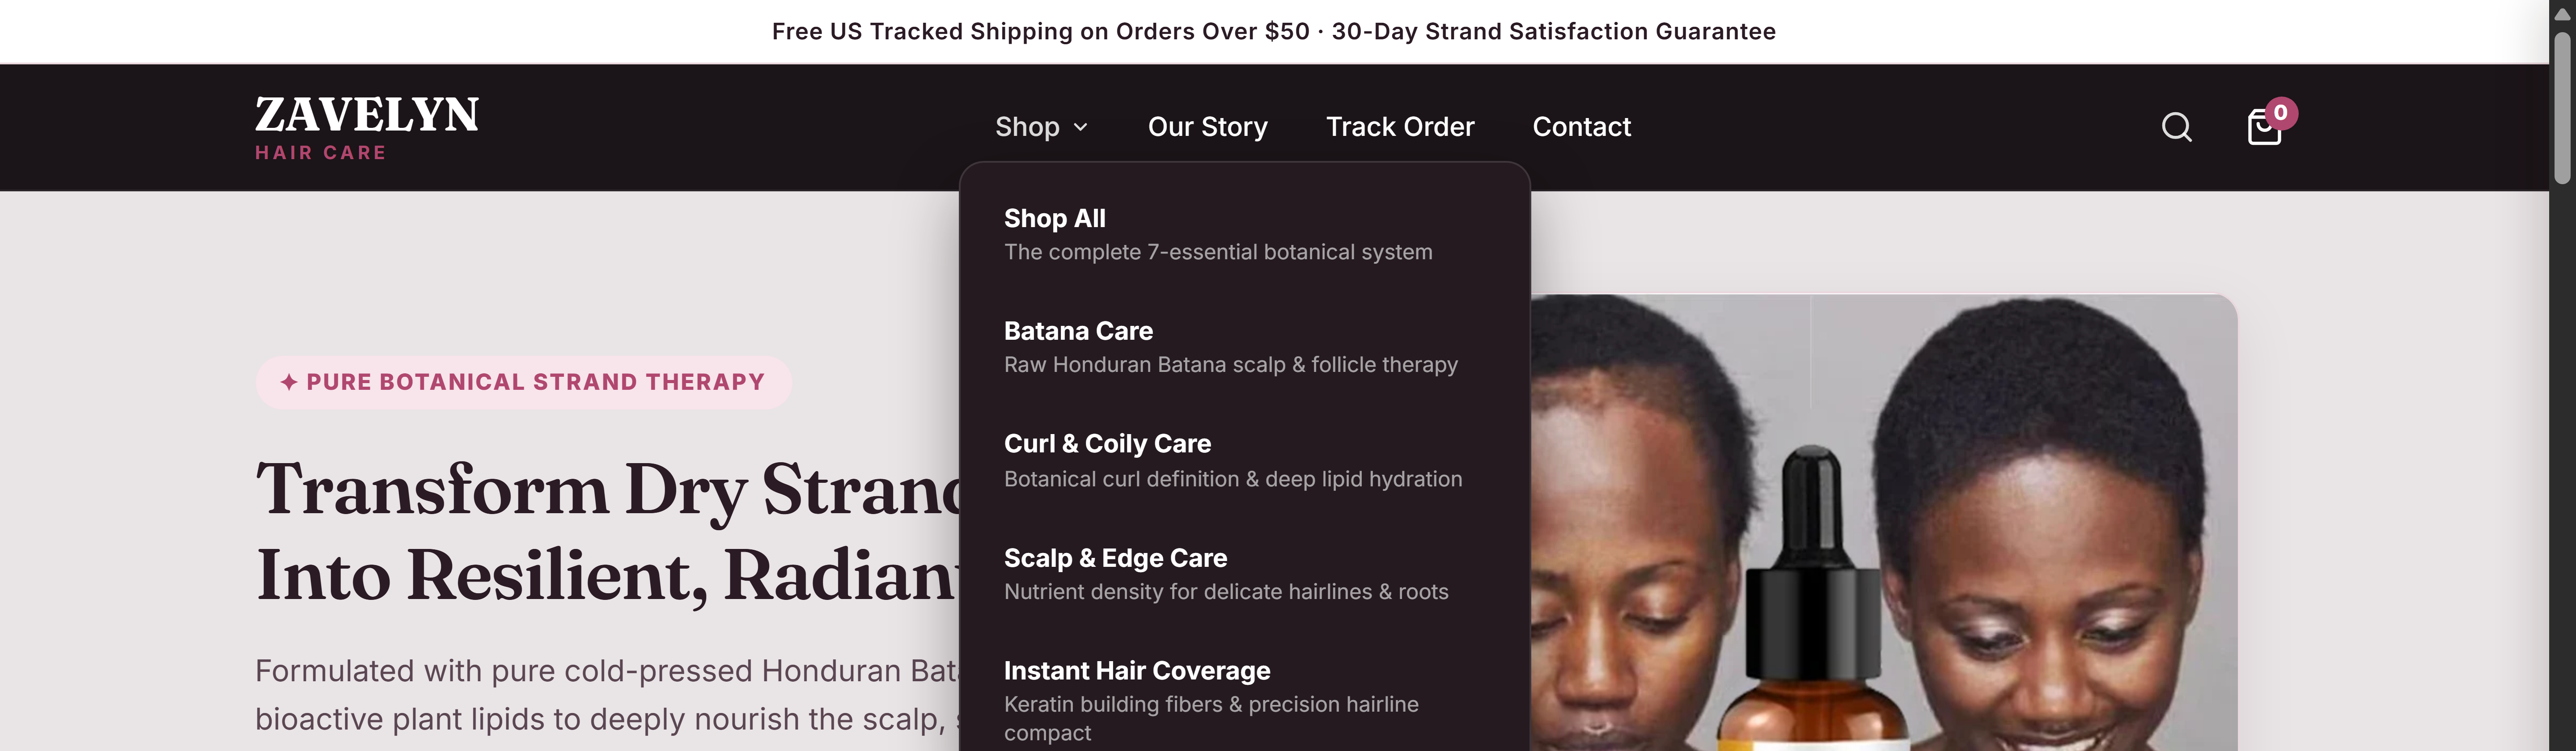 Free US Tracked Shipping on Orders Over $50 · 30-Day Strand Satisfaction Guarantee
ZAVELYN
HAIR CARE
Shop
Our Story
Track Order
Contact
0
Shop All
The complete 7-essential botanical system
Batana Care
Raw Honduran Batana scalp & follicle therapy
Curl & Coily Care
Botanical curl definition & deep lipid hydration
Scalp & Edge Care
Nutrient density for delicate hairlines & roots
Instant Hair Coverage
Keratin building fibers & precision hairline
compact
✦ PURE BOTANICAL STRAND THERAPY
Transform Dry Strand
Into Resilient, Radian
Formulated with pure cold-pressed Honduran Bat
bioactive plant lipids to deeply nourish the scalp,